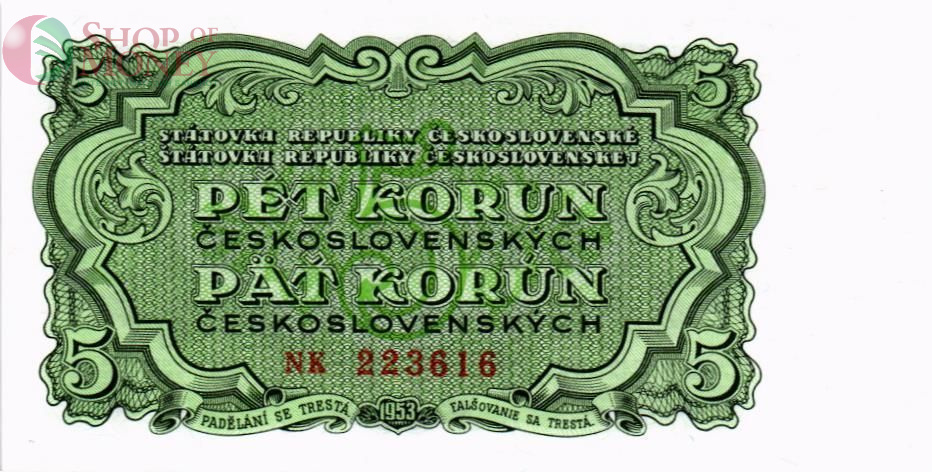 SHOP OF
MONEY
5 5
STÁTOVKA REPUBLIKY ČESKOSLOVENSKÉ
ŠTÁTOVKA REPUBLIKY ČESKOSLOVENSKEJ
PĚT KORUN
ČESKOSLOVENSKÝCH
PÄŤ KORÚN
ČESKOSLOVENSKÝCH
NK 223616
5 5
PADĚLÁNÍ SE TRESTÁ. 1953 FALŠOVANIE SA TRESTÁ.